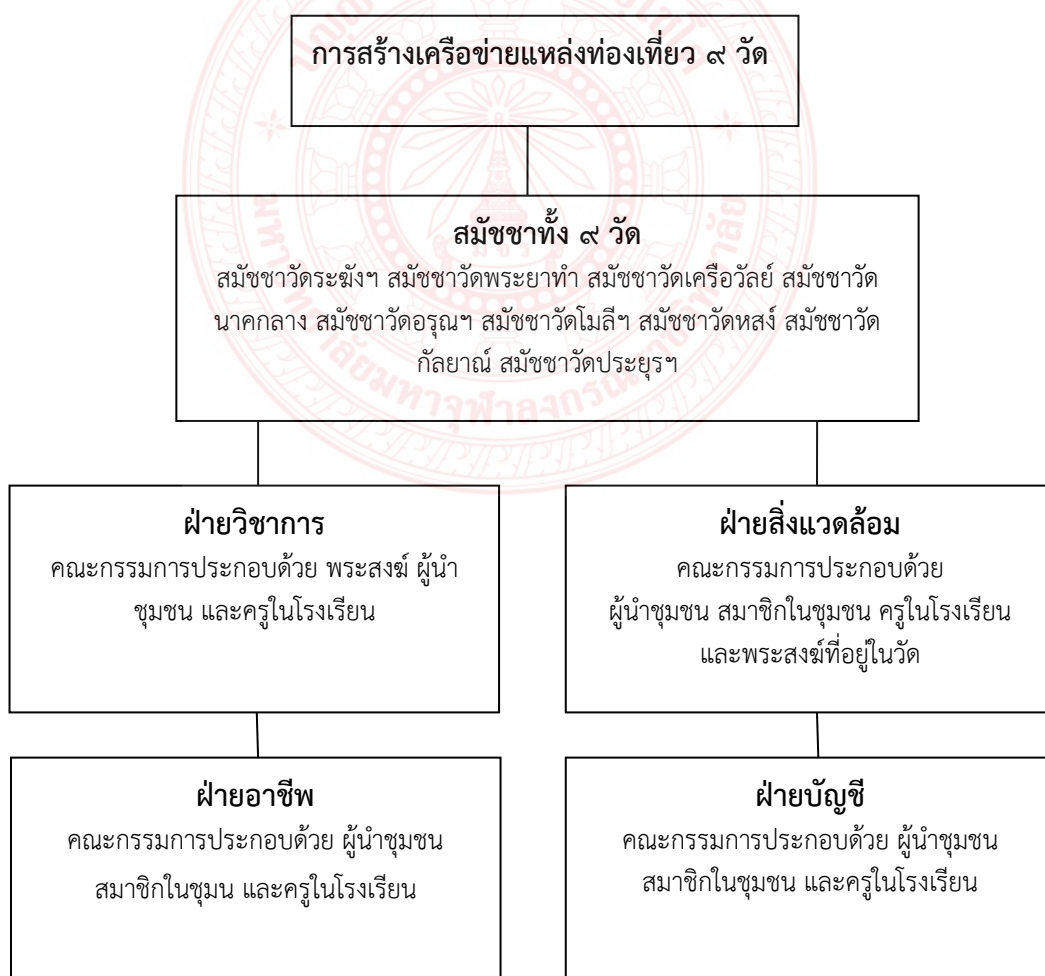 การสร้างเครือข่ายแหล่งท่องเที่ยว ๙ วัด
สมัชชาทั้ง ๙ วัด
สมัชชาวัดระฆังฯ สมัชชาวัดพระยาทำ สมัชชาวัดเครือวัลย์ สมัชชาวัด
นาคกลาง สมัชชาวัดอรุณฯ สมัชชาวัดโมลีฯ สมัชชาวัดหสง์ สมัชชาวัด
กัลยาณ์ สมัชชาวัดประยุรฯ
ฝ่ายวิชาการ
คณะกรรมการประกอบด้วย พระสงฆ์ ผู้นำ
ชุมชน และครูในโรงเรียน
ฝ่ายสิ่งแวดล้อม
คณะกรรมการประกอบด้วย
ผู้นำชุมชน สมาชิกในชุมชน ครูในโรงเรียน
และพระสงฆ์ที่อยู่ในวัด
ฝ่ายอาชีพ
คณะกรรมการประกอบด้วย ผู้นำชุมชน
สมาชิกในชุมน และครูในโรงเรียน
ฝ่ายบัญชี
คณะกรรมการประกอบด้วย ผู้นำชุมชน
สมาชิกในชุมชน และครูในโรงเรียน